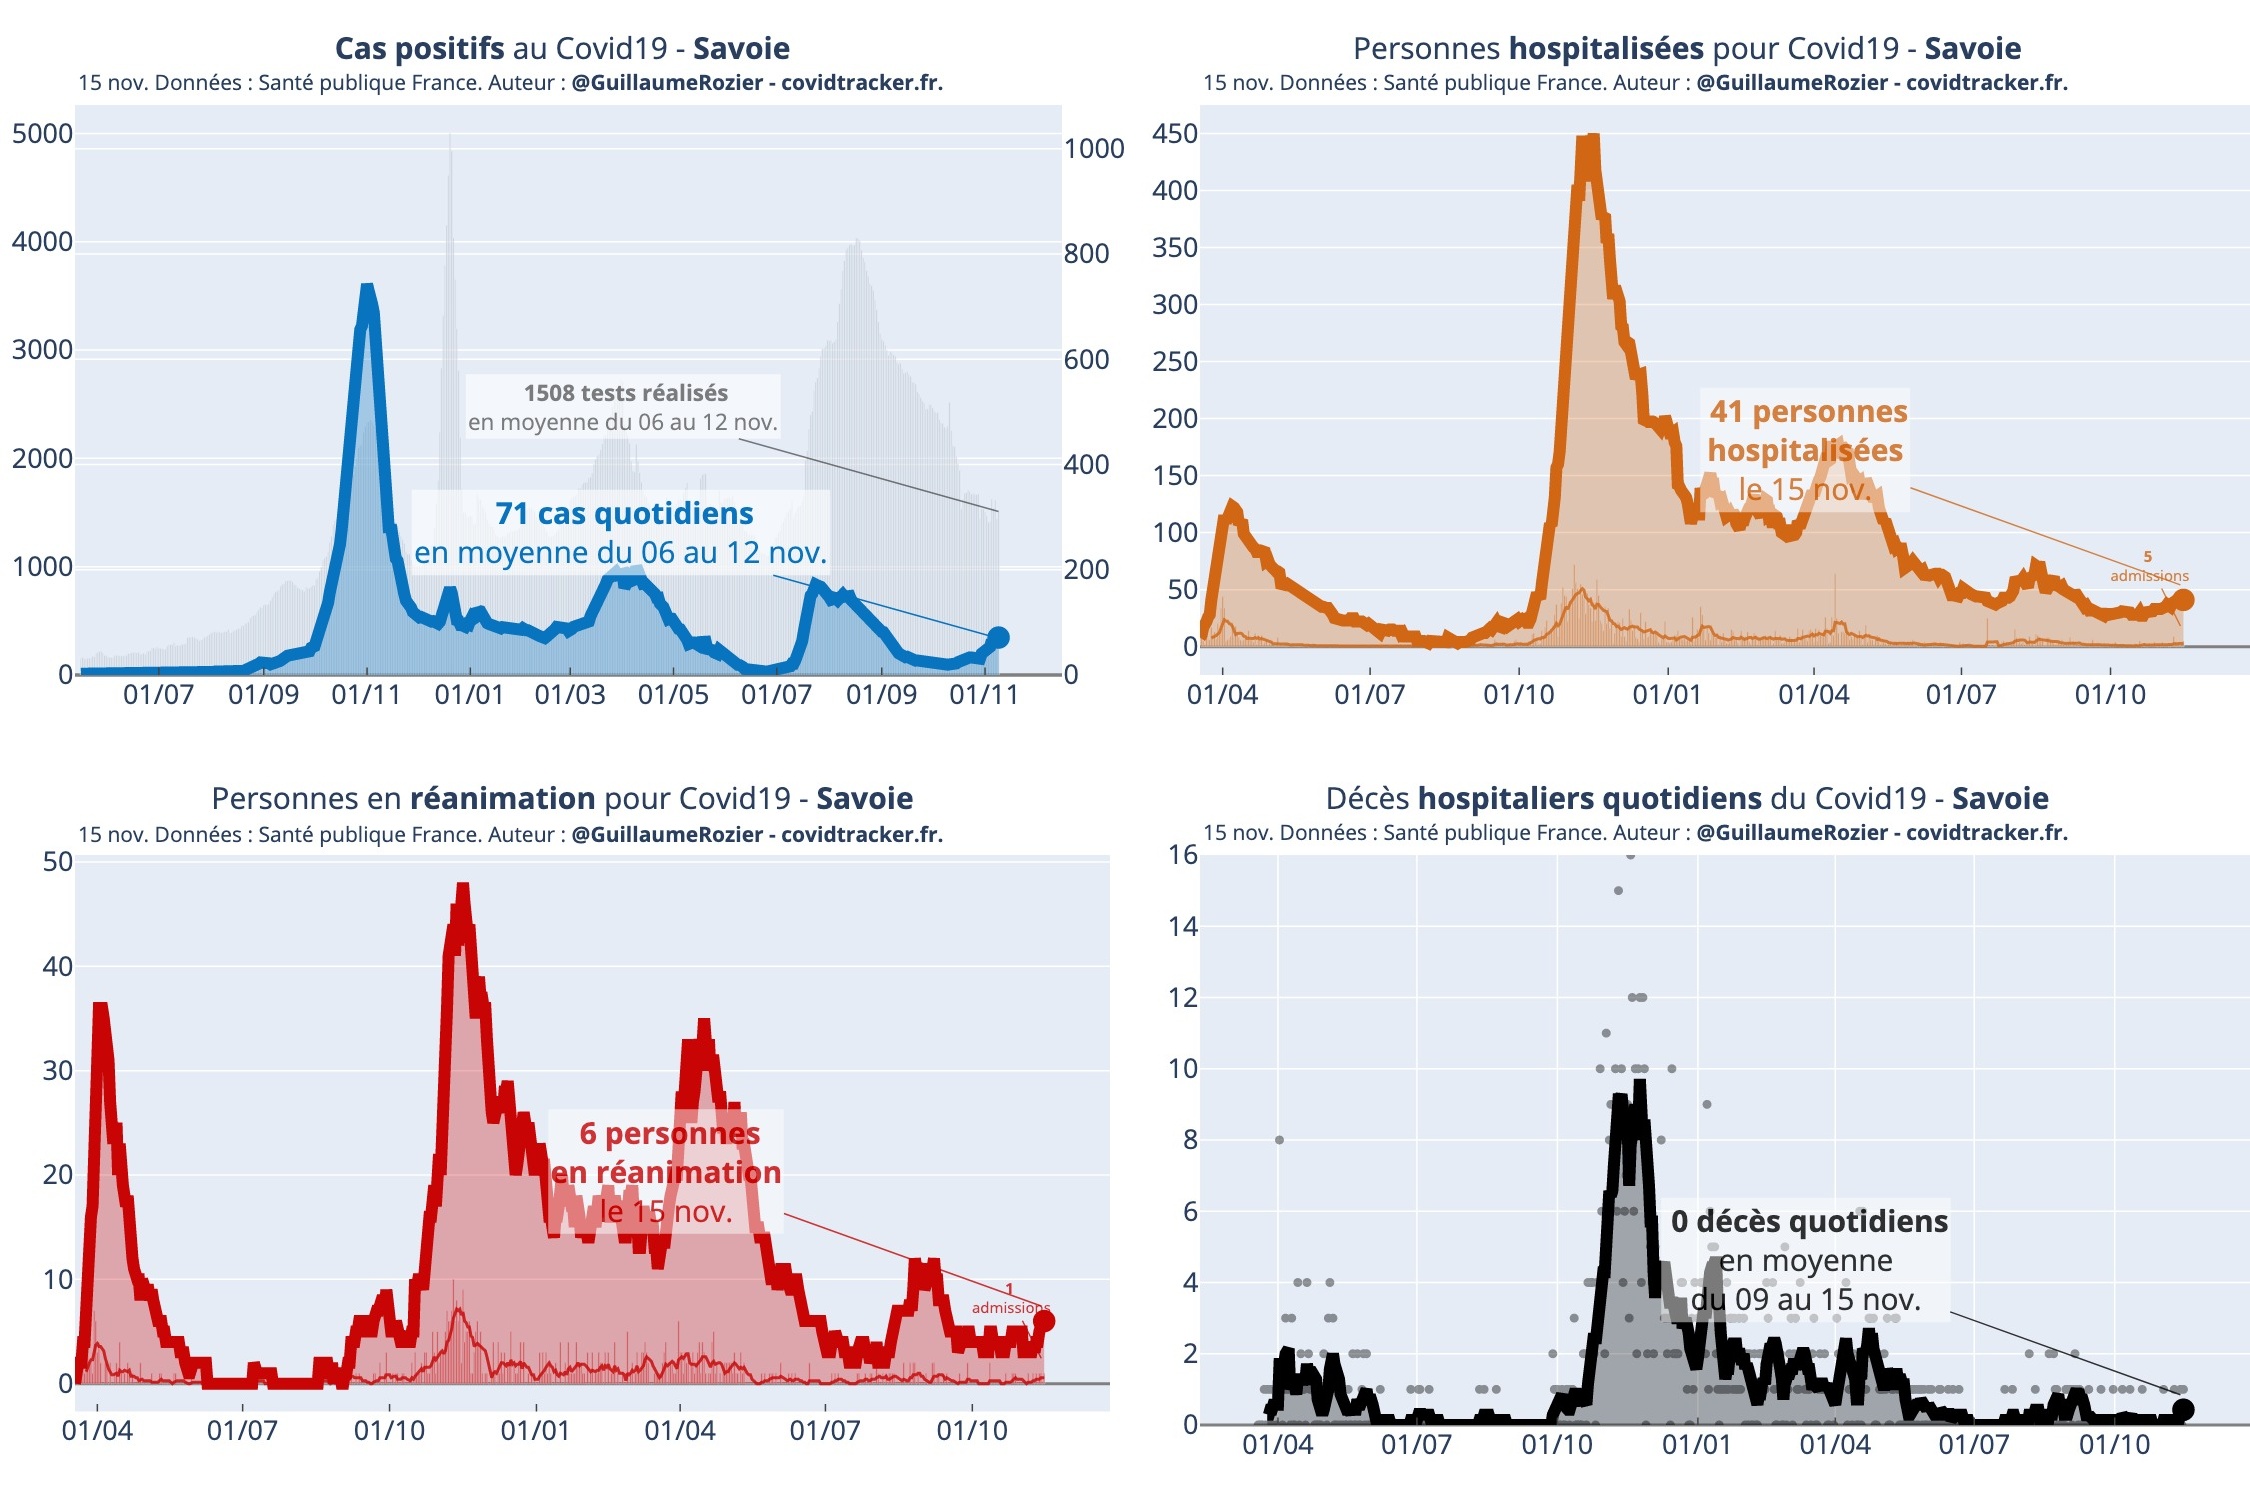 Cas positifs au Covid19 - Savoie
15 nov. Données : Santé publique France. Auteur : @GuillaumeRozier - covidtracker.fr.
5000
4000
3000
2000
1000
0
1000
800
600
400
200
0
1508 tests réalisés
en moyenne du 06 au 12 nov.
71 cas quotidiens
en moyenne du 06 au 12 nov.
01/07 01/09 01/11 01/01 01/03 01/05 01/07 01/09 01/11
Personnes hospitalisées pour Covid19 - Savoie
15 nov. Données : Santé publique France. Auteur : @GuillaumeRozier - covidtracker.fr.
450
400
350
300
250
200
150
100
50
0
41 personnes
hospitalisées
le 15 nov.
5
admissions
01/04 01/07 01/10 01/01 01/04 01/07 01/10
Personnes en réanimation pour Covid19 - Savoie
15 nov. Données : Santé publique France. Auteur : @GuillaumeRozier - covidtracker.fr.
50
40
30
20
10
0
6 personnes
en réanimation
le 15 nov.
1
admissions
01/04 01/07 01/10 01/01 01/04 01/07 01/10
Décès hospitaliers quotidiens du Covid19 - Savoie
15 nov. Données : Santé publique France. Auteur : @GuillaumeRozier - covidtracker.fr.
16
14
12
10
8
6
4
2
0
0 décès quotidiens
en moyenne
du 09 au 15 nov.
01/04 01/07 01/10 01/01 01/04 01/07 01/10